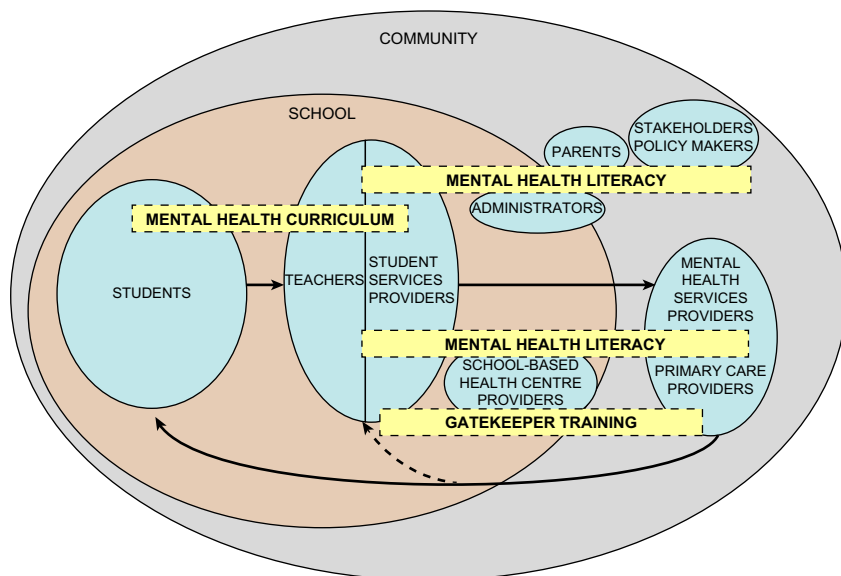 COMMUNITY
SCHOOL
STAKEHOLDERS
POLICY MAKERS
PARENTS
MENTAL HEALTH LITERACY
ADMINISTRATORS
MENTAL HEALTH CURRICULUM
STUDENTS
TEACHERS
STUDENT
SERVICES
PROVIDERS
MENTAL
HEALTH
SERVICES
PROVIDERS
MENTAL HEALTH LITERACY
SCHOOL-BASED
HEALTH CENTRE
PROVIDERS
PRIMARY CARE
PROVIDERS
GATEKEEPER TRAINING